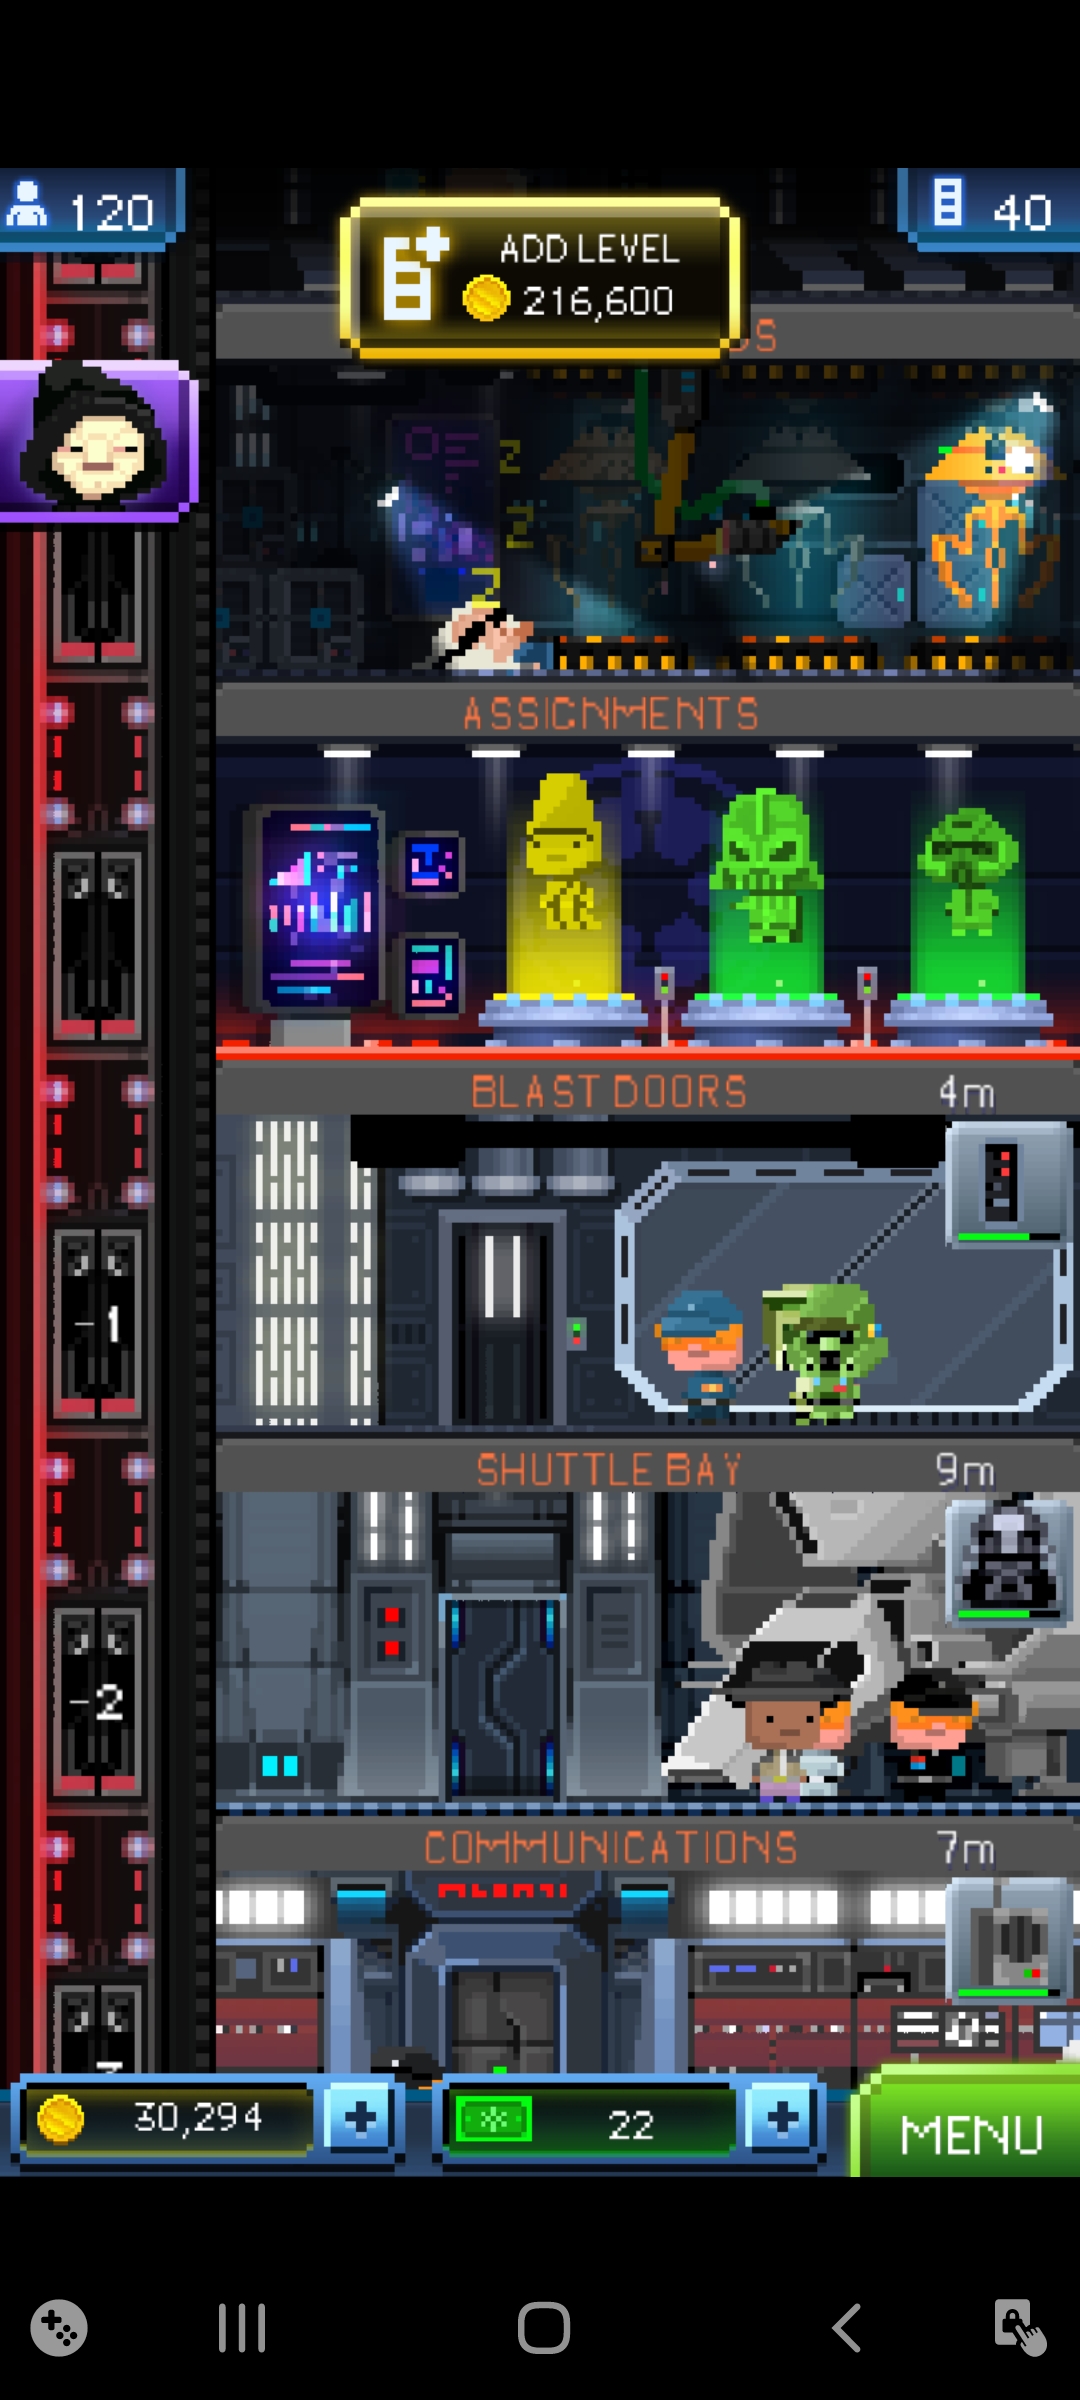 120
40
ADD LEVEL
216,600
DS
Z
Z
Z
ASSIGNMENTS
BLAST DOORS 4m
-1
SHUTTLE BAY 9m
-2
COMMUNICATIONS 7m
30,294
22
MENU